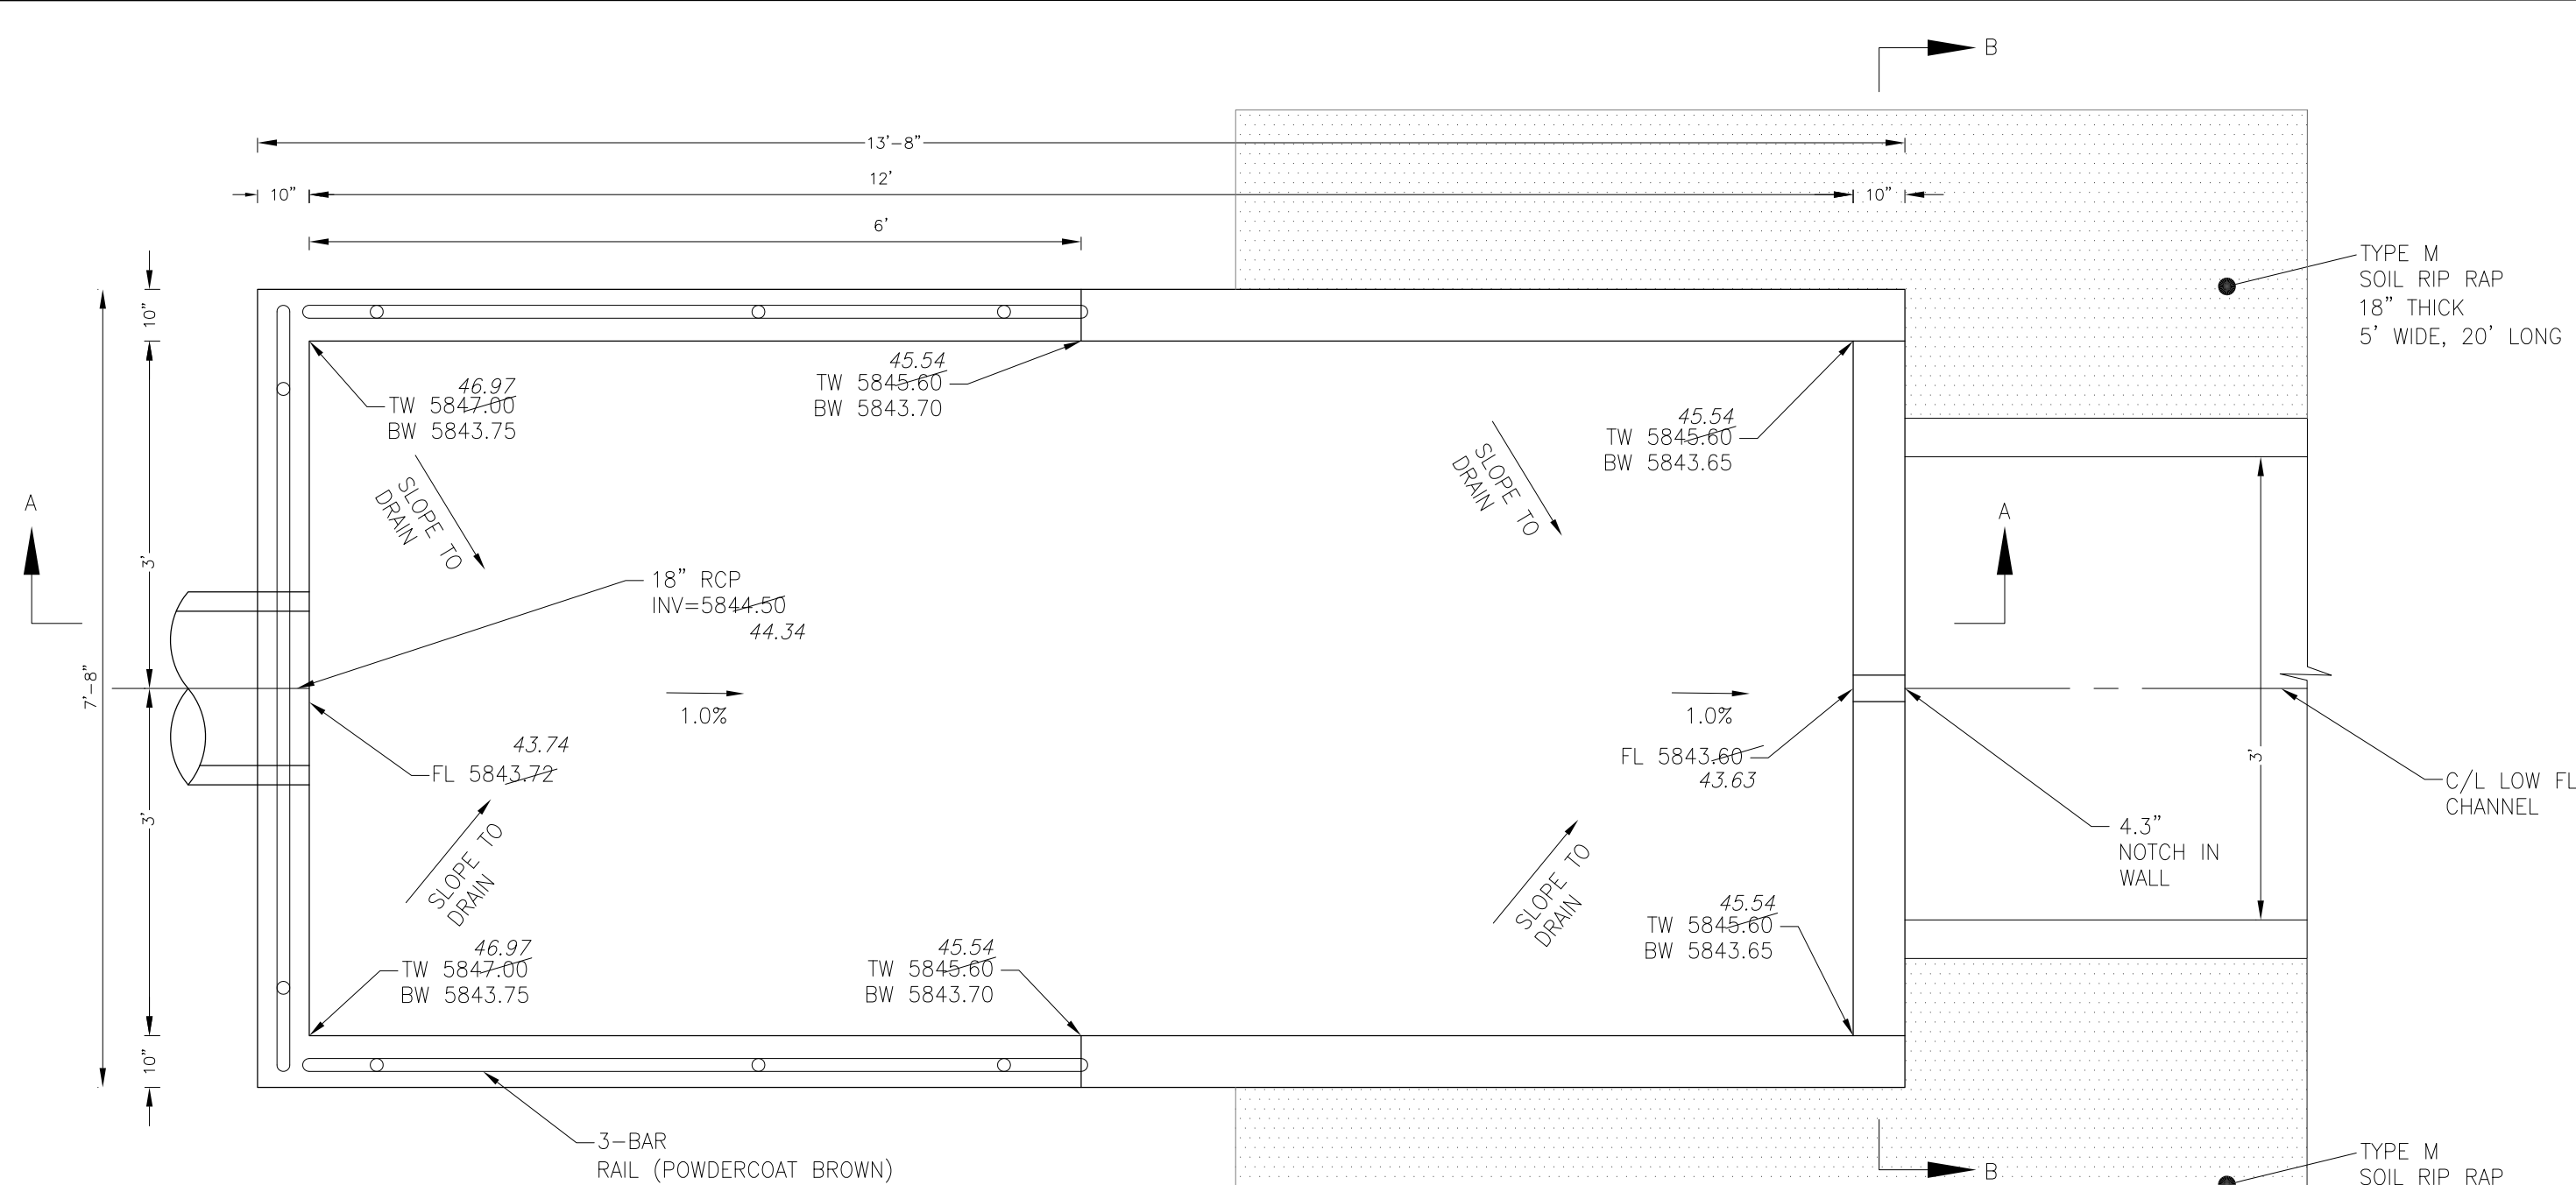 B
13'-8"
12'
10"
10"
6'
TYPE M
SOIL RIP RAP
18" THICK
5' WIDE, 20' LONG
10"
45.54
TW 5845.60
BW 5843.70
46.97
TW 5847.00
BW 5843.75
45.54
TW 5845.60
BW 5843.65
SLOPE TO
DRAIN
SLOPE TO
DRAIN
A
A
3'
18" RCP
INV=5844.50
44.34
7'-8"
1.0%
1.0%
43.74
FL 5843.72
FL 5843.60
43.63
3'
C/L LOW FL
CHANNEL
3'
4.3"
NOTCH IN
WALL
SLOPE TO
DRAIN
SLOPE TO
DRAIN
45.54
TW 5845.60
BW 5843.65
46.97
TW 5847.00
BW 5843.75
45.54
TW 5845.60
BW 5843.70
10"
3-BAR
RAIL (POWDERCOAT BROWN)
B
TYPE M
SOIL RIP RAP